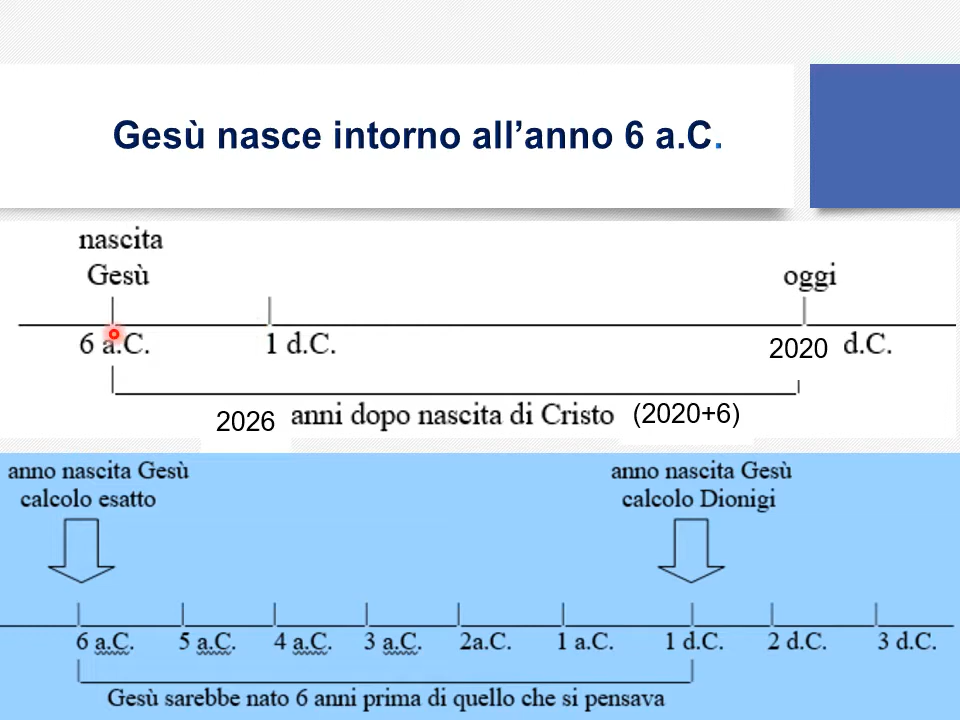 Gesù nasce intorno all’anno 6 a.C.
nascita
Gesù
oggi
6 a.C.
1 d.C.
2020 d.C.
2026 anni dopo nascita di Cristo (2020+6)
anno nascita Gesù
calcolo esatto
anno nascita Gesù
calcolo Dionigi
6 a.C. 5 a.C. 4 a.C. 3 a.C. 2a.C. 1 a.C. 1 d.C. 2 d.C. 3 d.C.
Gesù sarebbe nato 6 anni prima di quello che si pensava